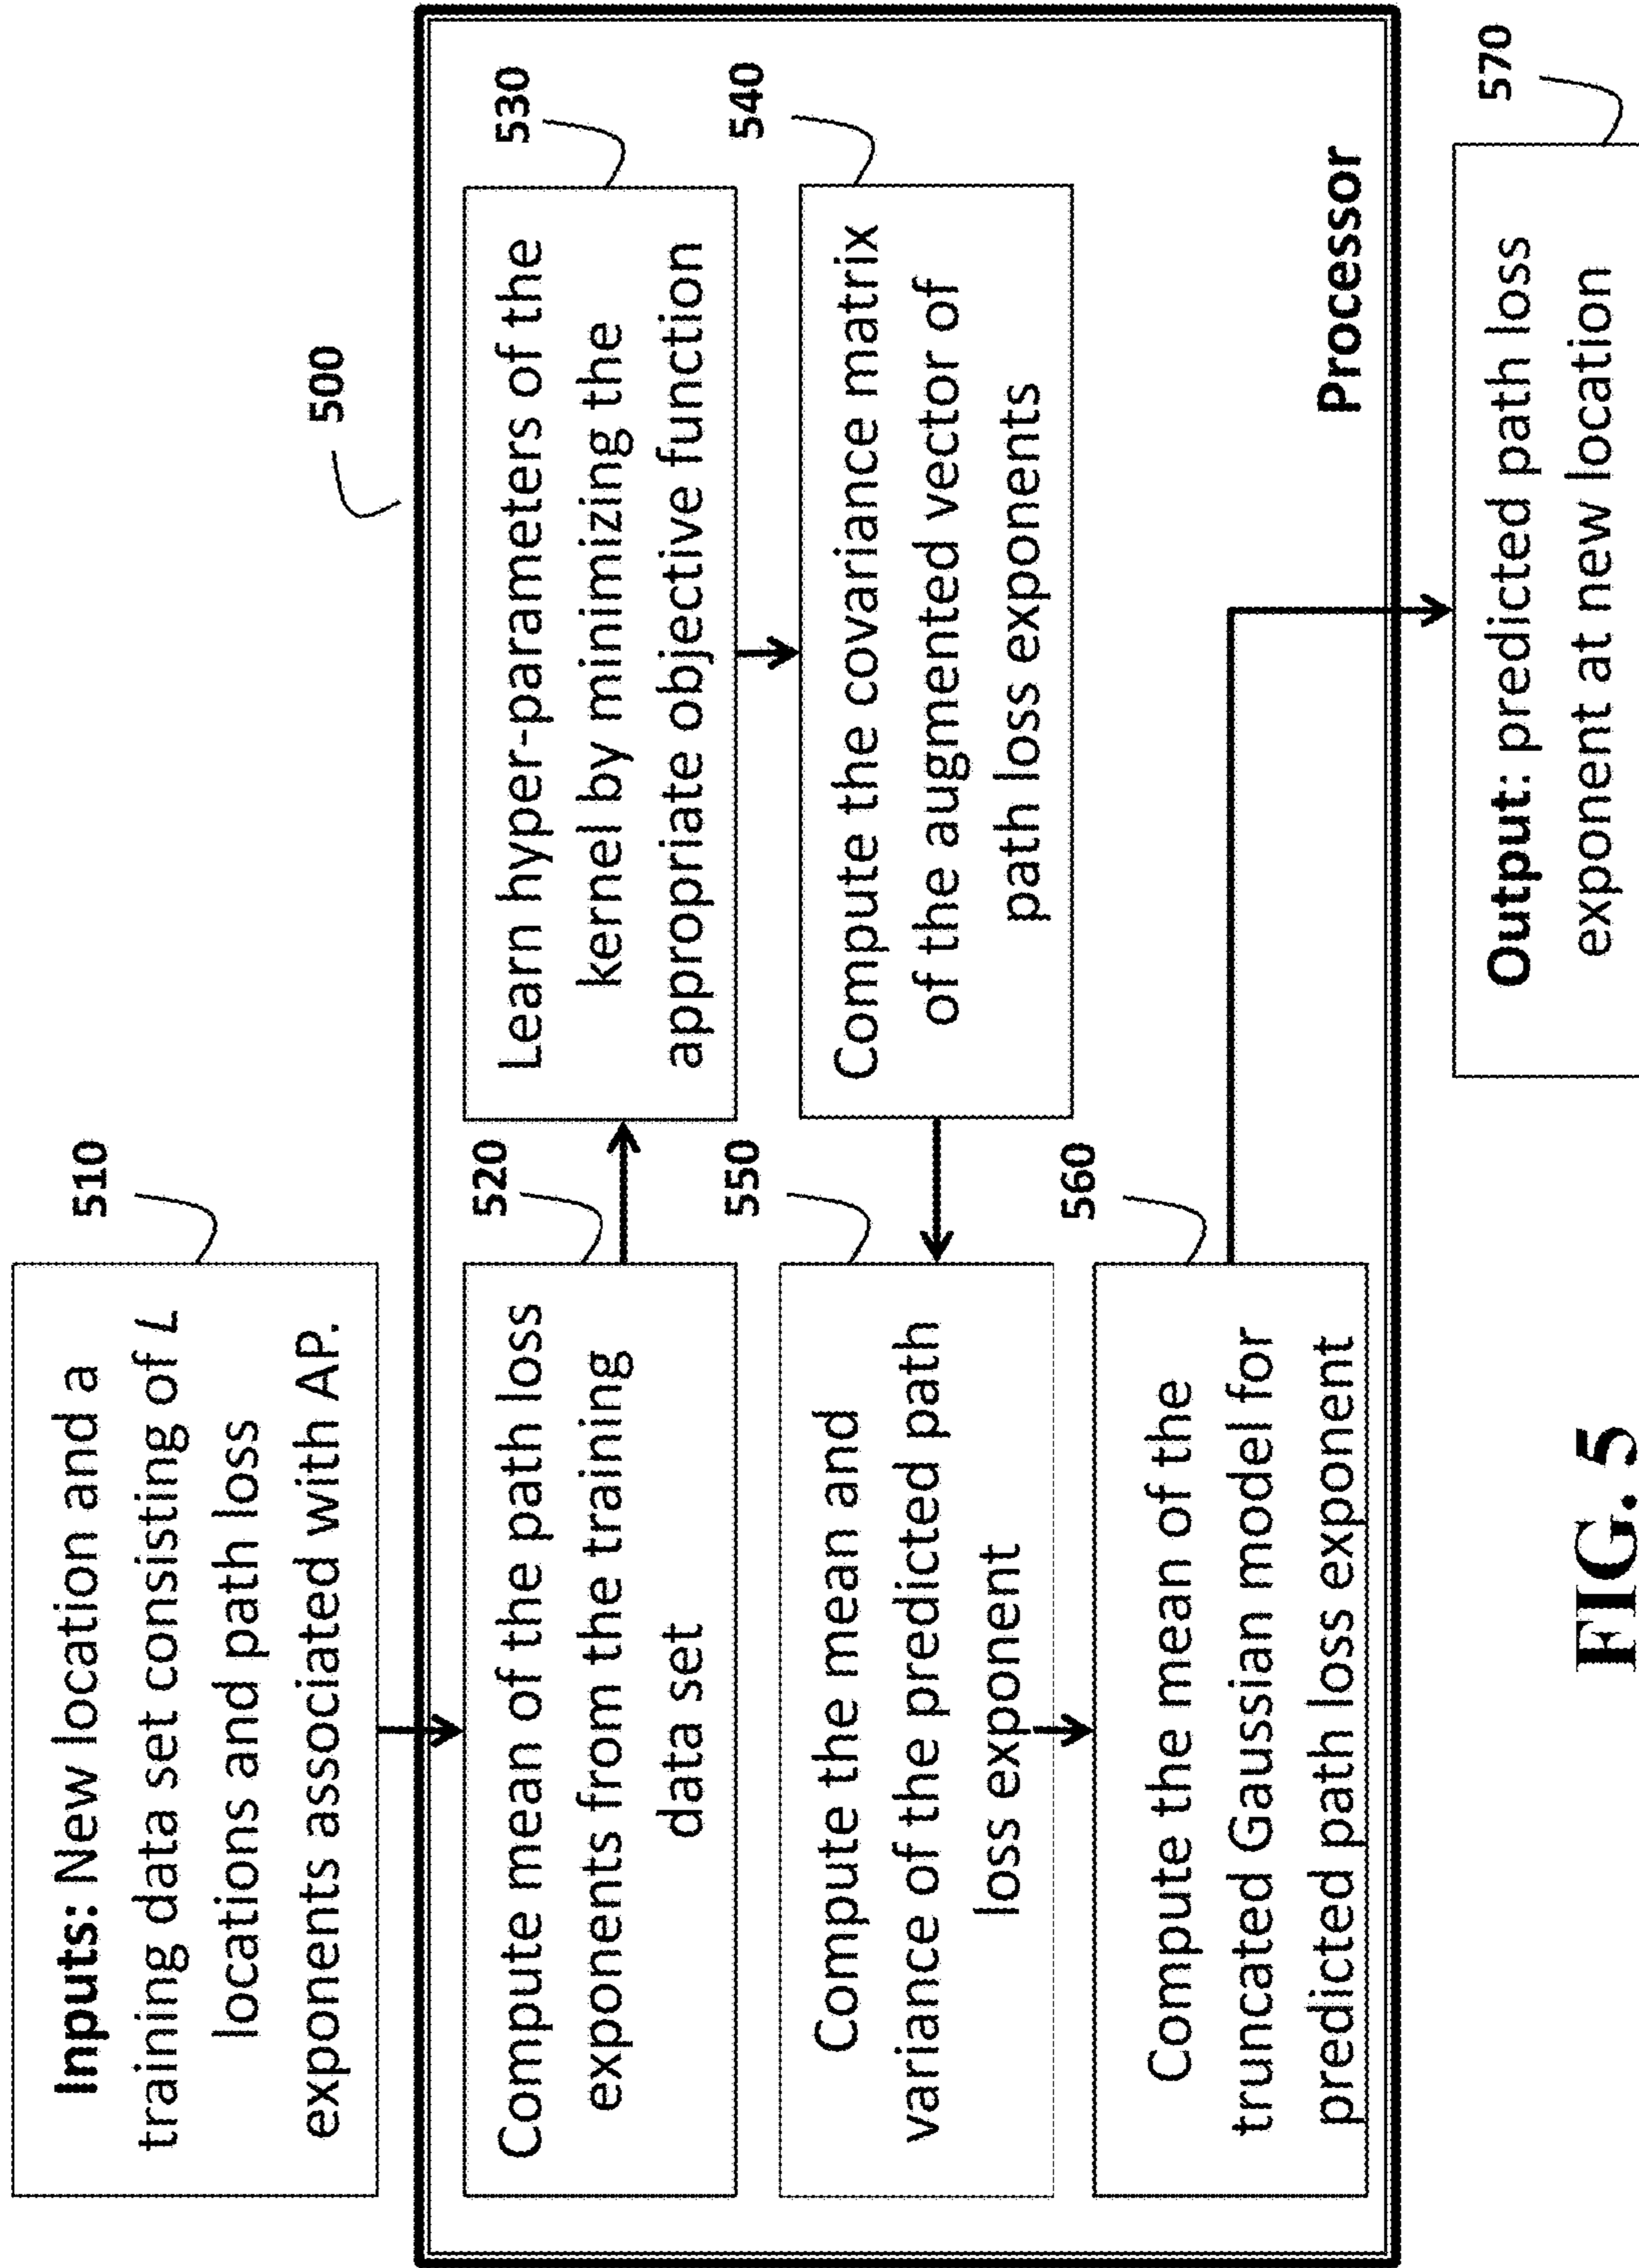 510
Inputs: New location and a
training data set consisting of L
locations and path loss
exponents associated with AP.
500
520
Compute mean of the path loss
exponents from the training
data set
530
Learn hyper-parameters of the
kernel by minimizing the
appropriate objective function
540
Compute the covariance matrix
of the augmented vector of
path loss exponents
550
Compute the mean and
variance of the predicted path
loss exponent
560
Compute the mean of the
truncated Gaussian model for
predicted path loss exponent
Processor
570
Output: predicted path loss
exponent at new location
FIG. 5